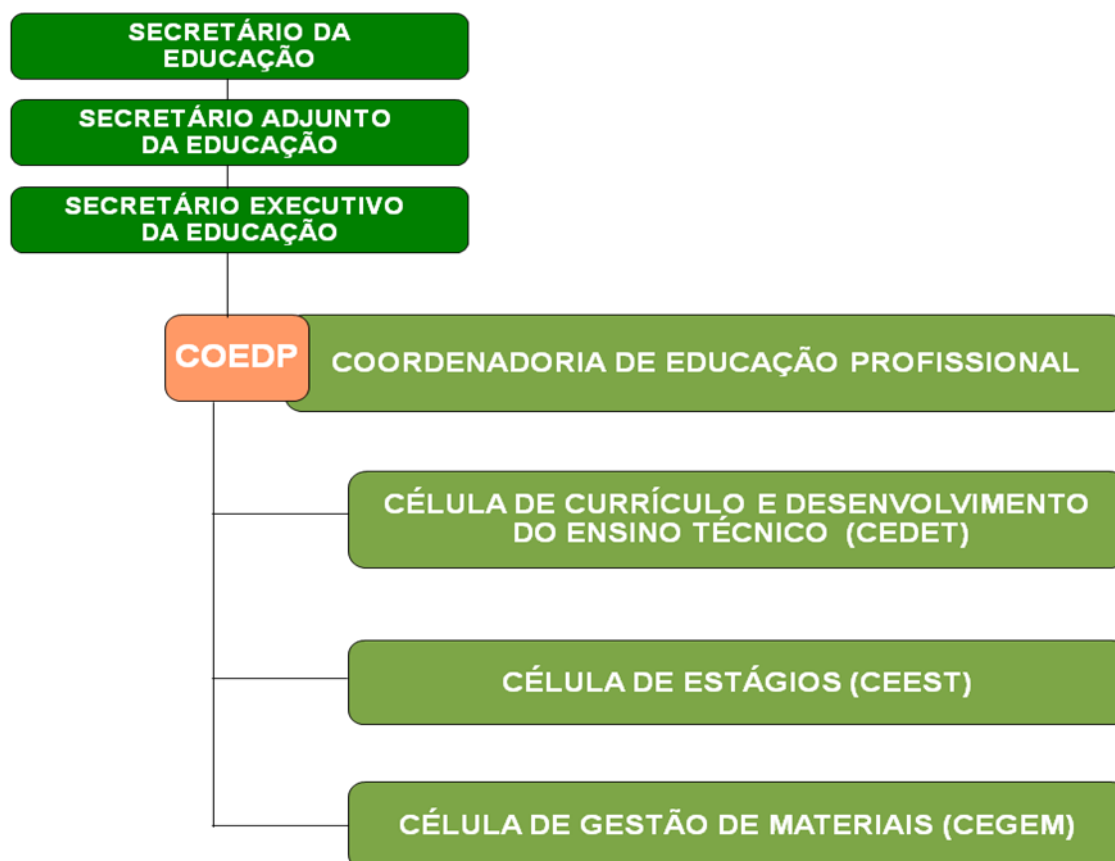 SECRETÁRIO DA
EDUCAÇÃO
SECRETÁRIO ADJUNTO
DA EDUCAÇÃO
SECRETÁRIO EXECUTIVO
DA EDUCAÇÃO
COEDP
COORDENADORIA DE EDUCAÇÃO PROFISSIONAL
CÉLULA DE CURRÍCULO E DESENVOLVIMENTO
DO ENSINO TÉCNICO (CEDET)
CÉLULA DE ESTÁGIOS (CEEST)
CÉLULA DE GESTÃO DE MATERIAIS (CEGEM)